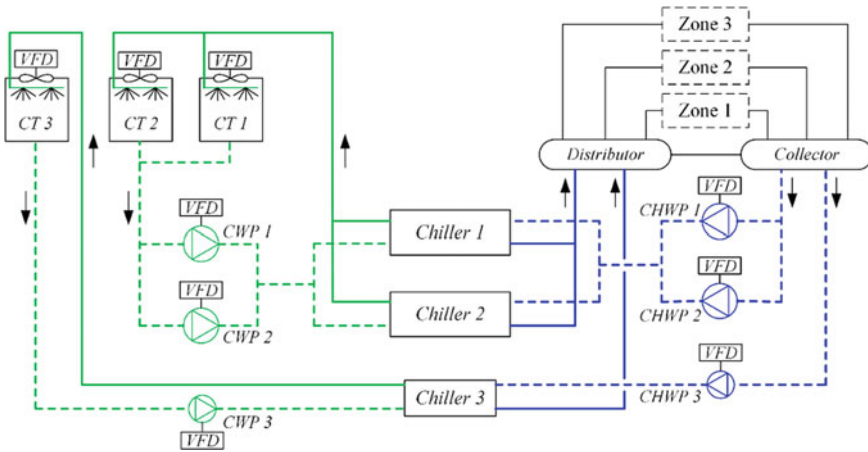 Zone 3
Zone 2
Zone 1
VFD
VFD
VFD
CT 3
CT 2
CT 1
Distributor
Collector
VFD
CWP 1
VFD
CWP 2
Chiller 1
Chiller 2
VFD
CHWP 1
VFD
CHWP 2
Chiller 3
VFD
CHWP 3
CWP 3
VFD